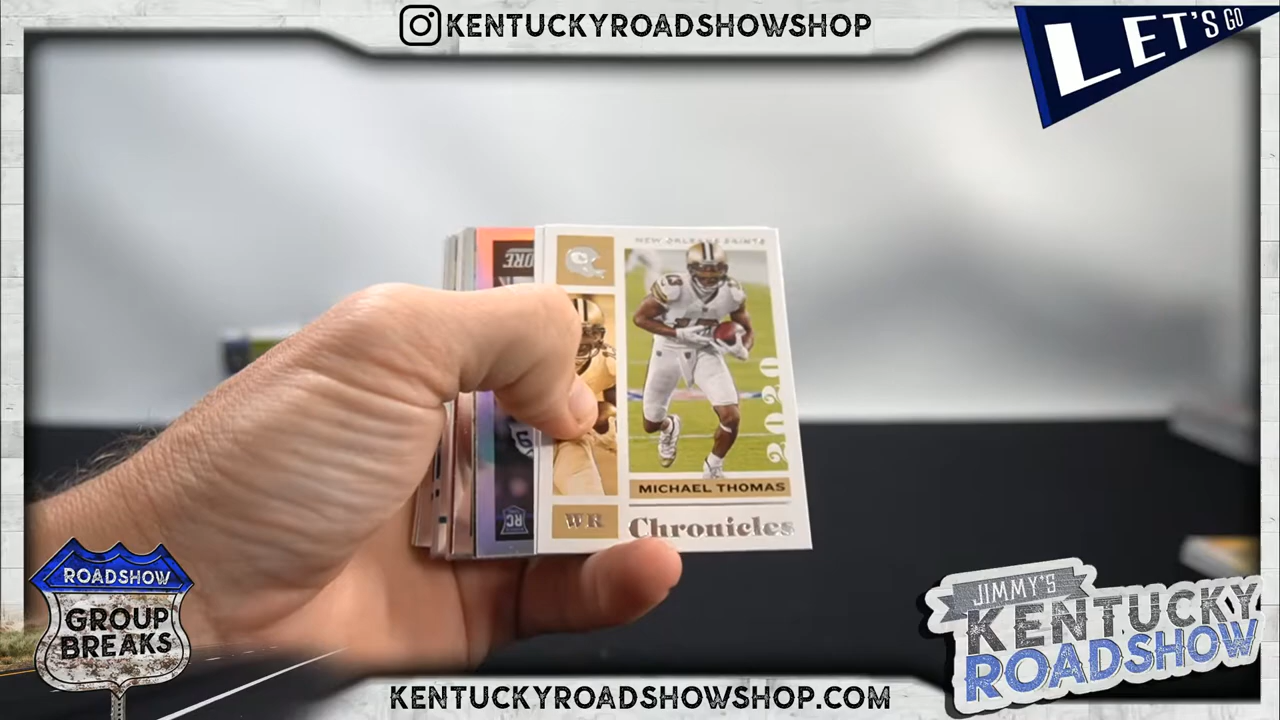 KENTUCKYROADSHOWSHOP
LET'S GO
NEW ORLEANS SAINTS
SCORE
2020
MICHAEL THOMAS
WR
Chronicles
RC
ROADSHOW
GROUP
BREAKS
JIMMY'S
KENTUCKY
ROADSHOW
KENTUCKYROADSHOWSHOP.COM